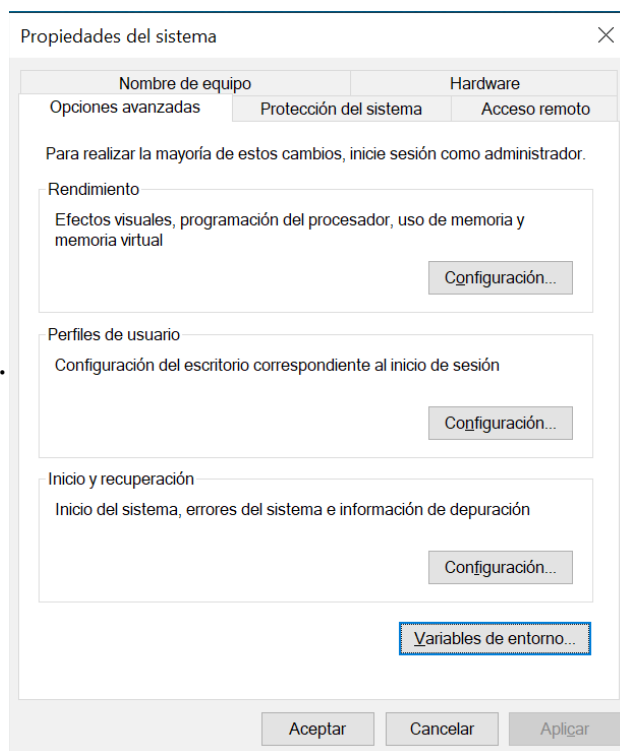 Propiedades del sistema
Nombre de equipo
Hardware
Opciones avanzadas
Protección del sistema
Acceso remoto
Para realizar la mayoría de estos cambios, inicie sesión como administrador.
Rendimiento
Efectos visuales, programación del procesador, uso de memoria y
memoria virtual
Configuración...
Perfiles de usuario
Configuración del escritorio correspondiente al inicio de sesión
Configuración...
Inicio y recuperación
Inicio del sistema, errores del sistema e información de depuración
Configuración...
Variables de entorno...
Aceptar
Cancelar
Aplicar